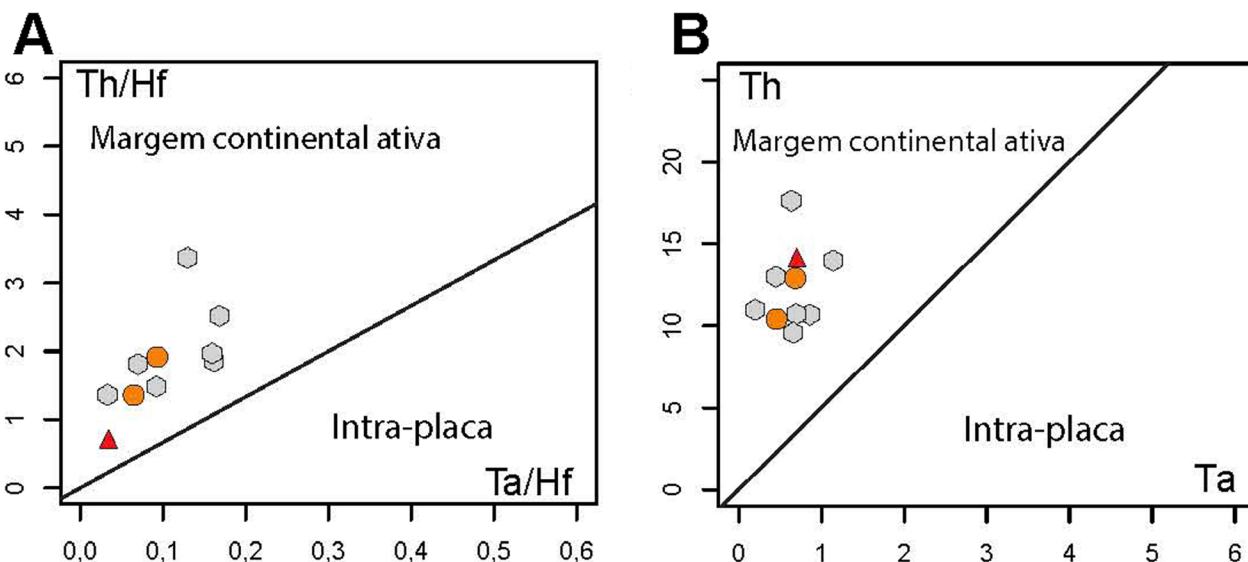 A
Th/Hf
Margem continental ativa
Intra-placa
Ta/Hf
6
5
4
3
2
1
0
0,0 0,1 0,2 0,3 0,4 0,5 0,6
B
Th
Margem continental ativa
Intra-placa
Ta
20
15
10
5
0
0 1 2 3 4 5 6